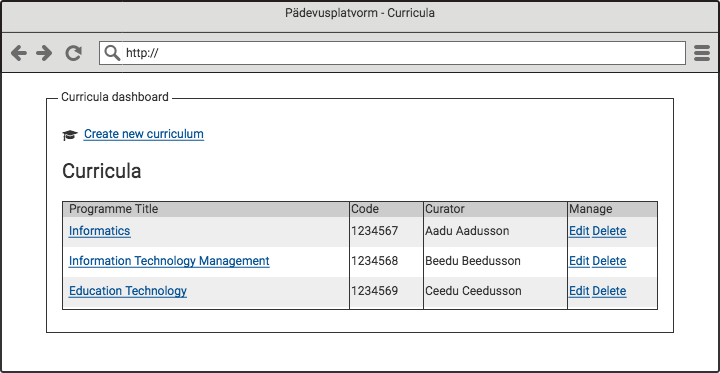 Pädevusplatvorm - Curricula
http://
Curricula dashboard
Create new curriculum
Curricula
Programme Title Code Curator Manage
Informatics 1234567 Aadu Aadusson Edit Delete
Information Technology Management 1234568 Beedu Beedusson Edit Delete
Education Technology 1234569 Ceedu Ceedusson Edit Delete